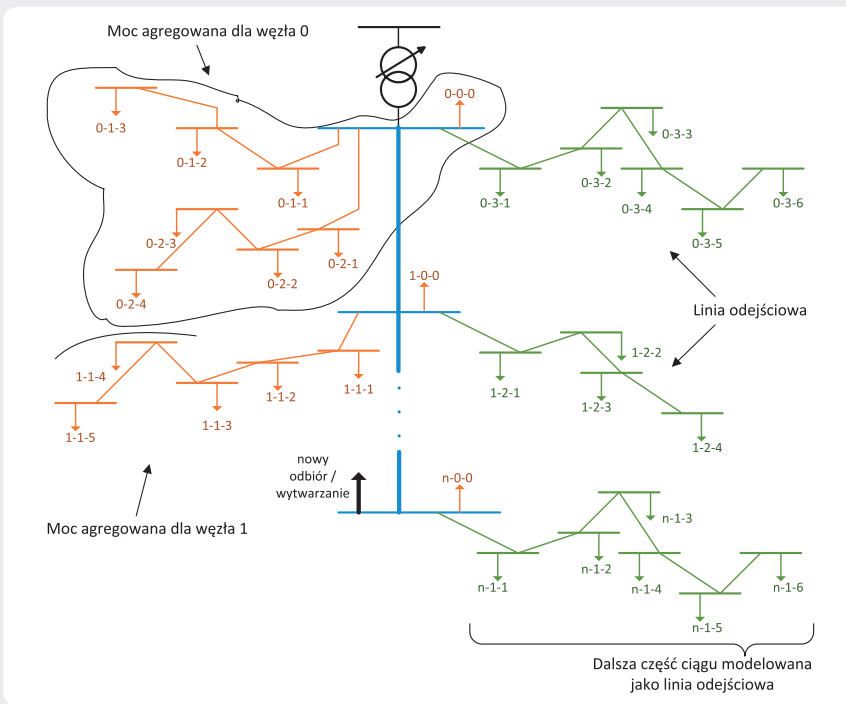 Moc agregowana dla węzła 0
0-0-0
0-1-3
0-1-2
0-1-1
0-2-3
0-2-1
0-2-2
0-2-4
0-3-3
0-3-2
0-3-1
0-3-4
0-3-6
0-3-5
1-0-0
Linia odejściowa
1-1-4
1-1-1
1-1-2
1-1-3
1-1-5
1-2-2
1-2-1
1-2-3
1-2-4
nowy
odbiór /
wytwarzanie
n-0-0
Moc agregowana dla węzła 1
n-1-3
n-1-2
n-1-1
n-1-4
n-1-6
n-1-5
Dalsza część ciągu modelowana
jako linia odejściowa